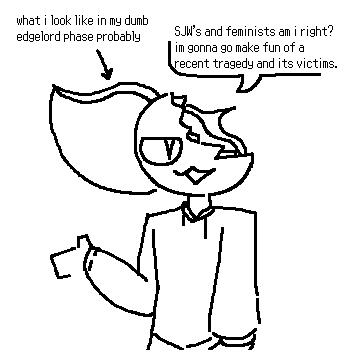 what i look like in my dumb
edgelord phase probably
SJW's and feminists am i right?
im gonna go make fun of a
recent tragedy and its victims.